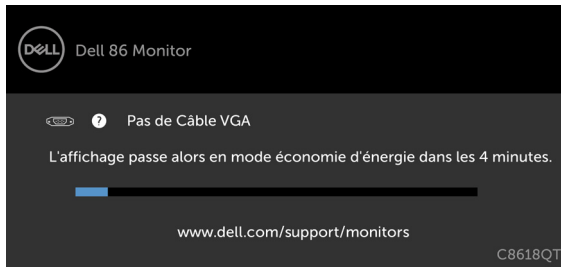 DELL
Dell 86 Monitor
? Pas de Câble VGA
L'affichage passe alors en mode économie d'énergie dans les 4 minutes.
www.dell.com/support/monitors
C8618QT